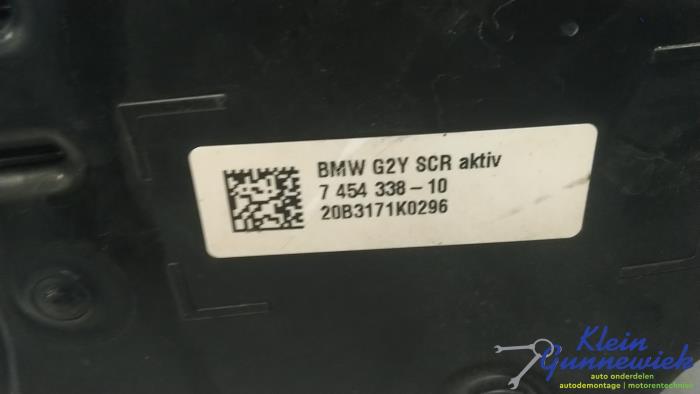 BMW G2Y SCR aktiv
7 454 338-10
20B3171K0296
Klein
Gunnewiek
auto onderdelen
autodemontage | motorentechniek